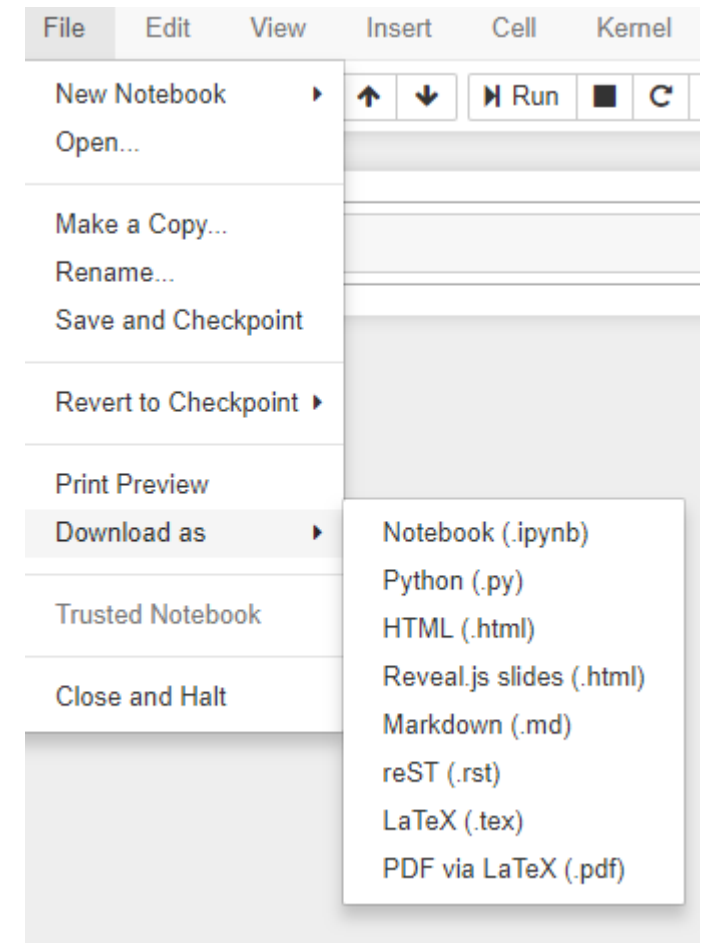 File Edit View Insert Cell Kernel
New Notebook
Run
Open...
Make a Copy...
Rename...
Save and Checkpoint
Revert to Checkpoint
Print Preview
Download as
Notebook (.ipynb)
Python (.py)
HTML (.html)
Reveal.js slides (.html)
Markdown (.md)
reST (.rst)
LaTeX (.tex)
PDF via LaTeX (.pdf)
Trusted Notebook
Close and Halt